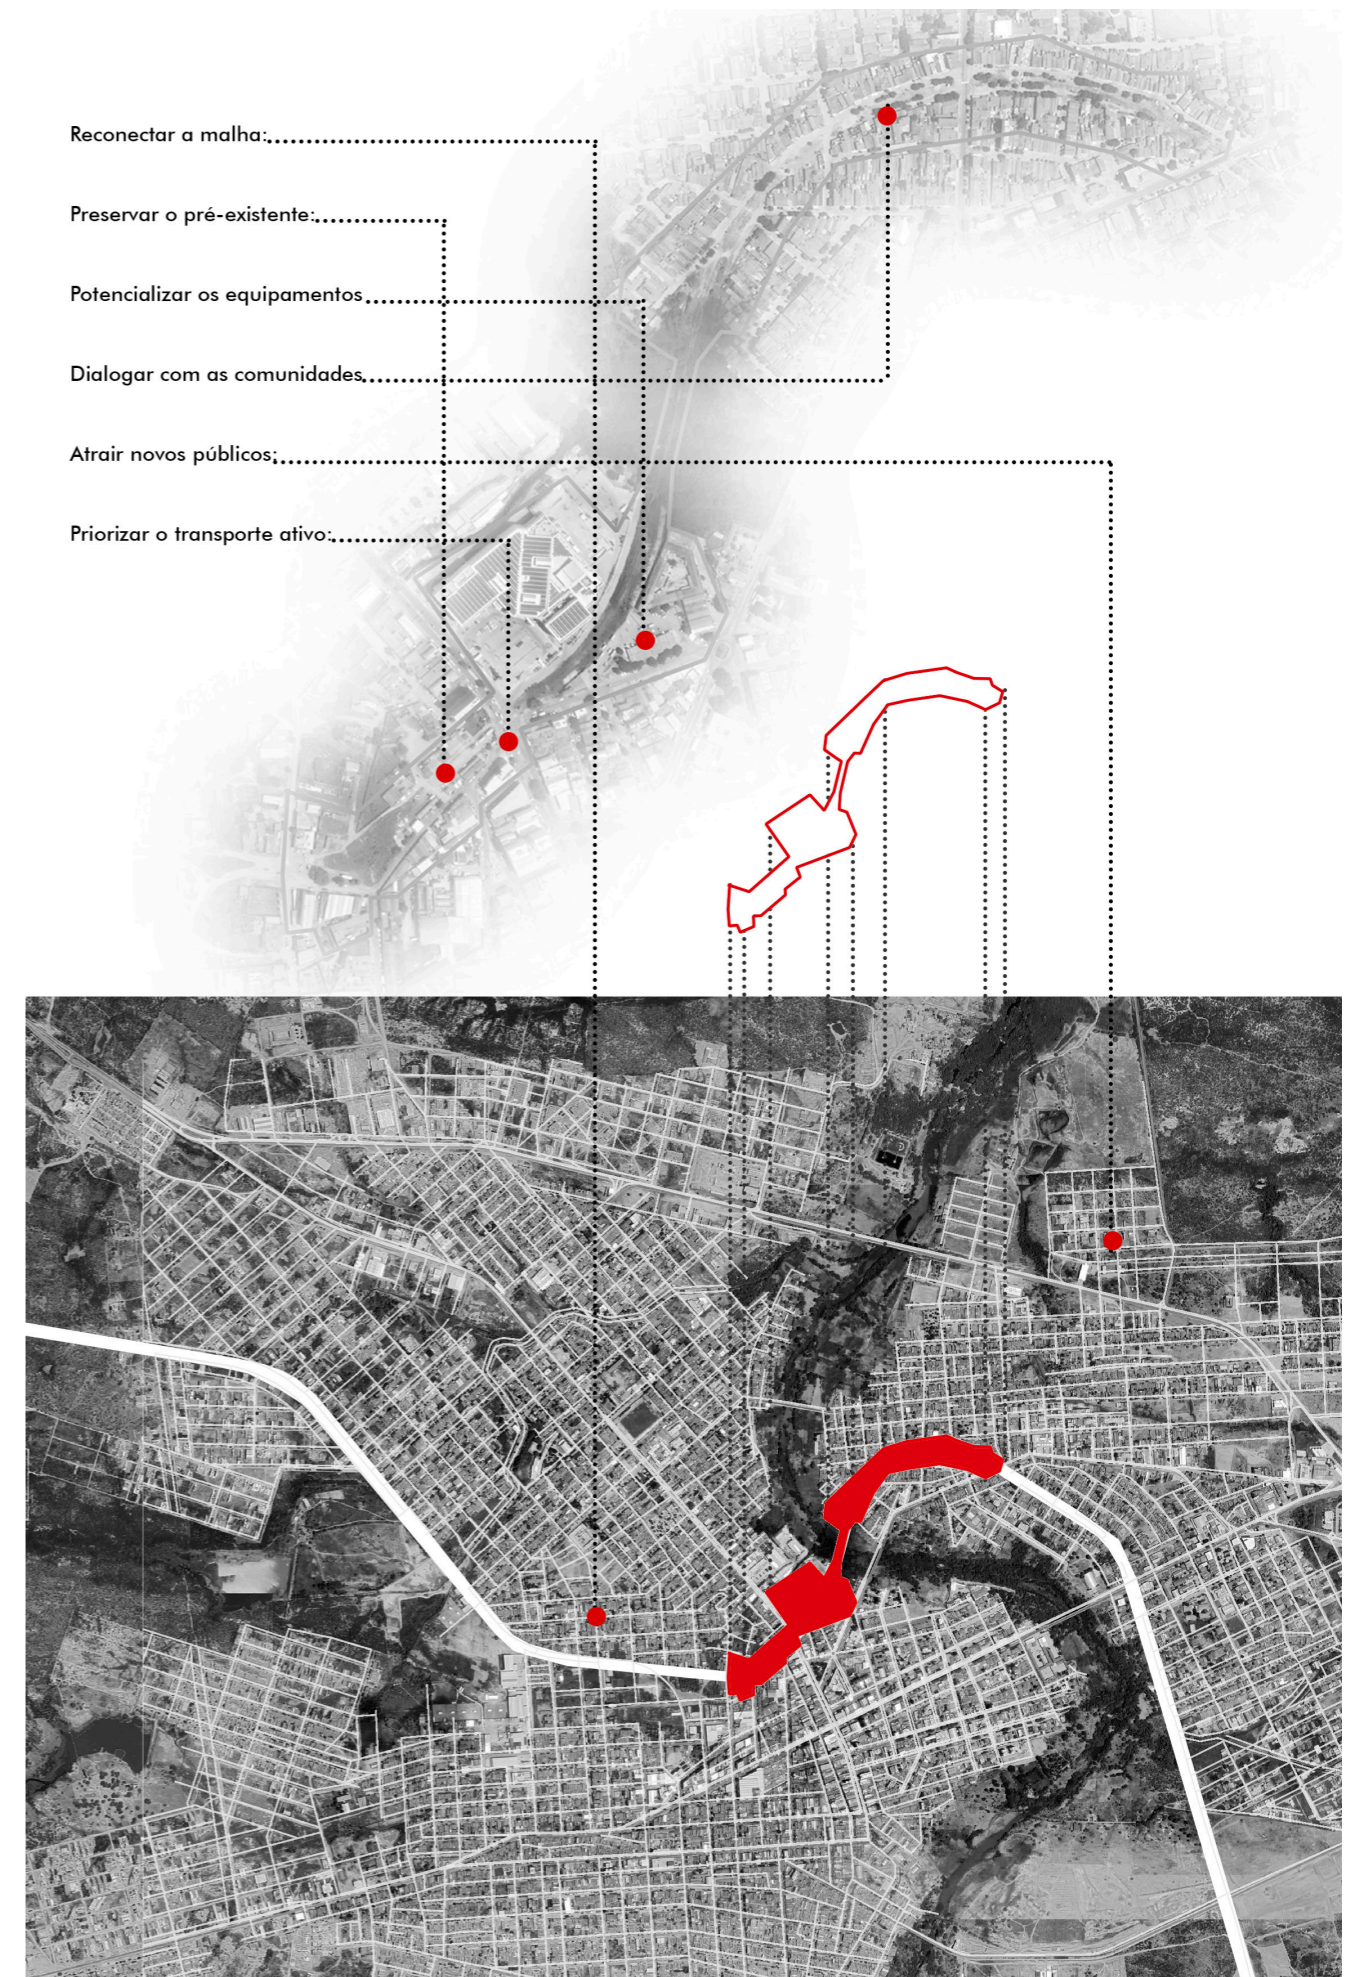 Reconectar a malha:
Preservar o pré-existente:
Potencializar os equipamentos
Dialogar com as comunidades
Atrair novos públicos:
Priorizar o transporte ativo: